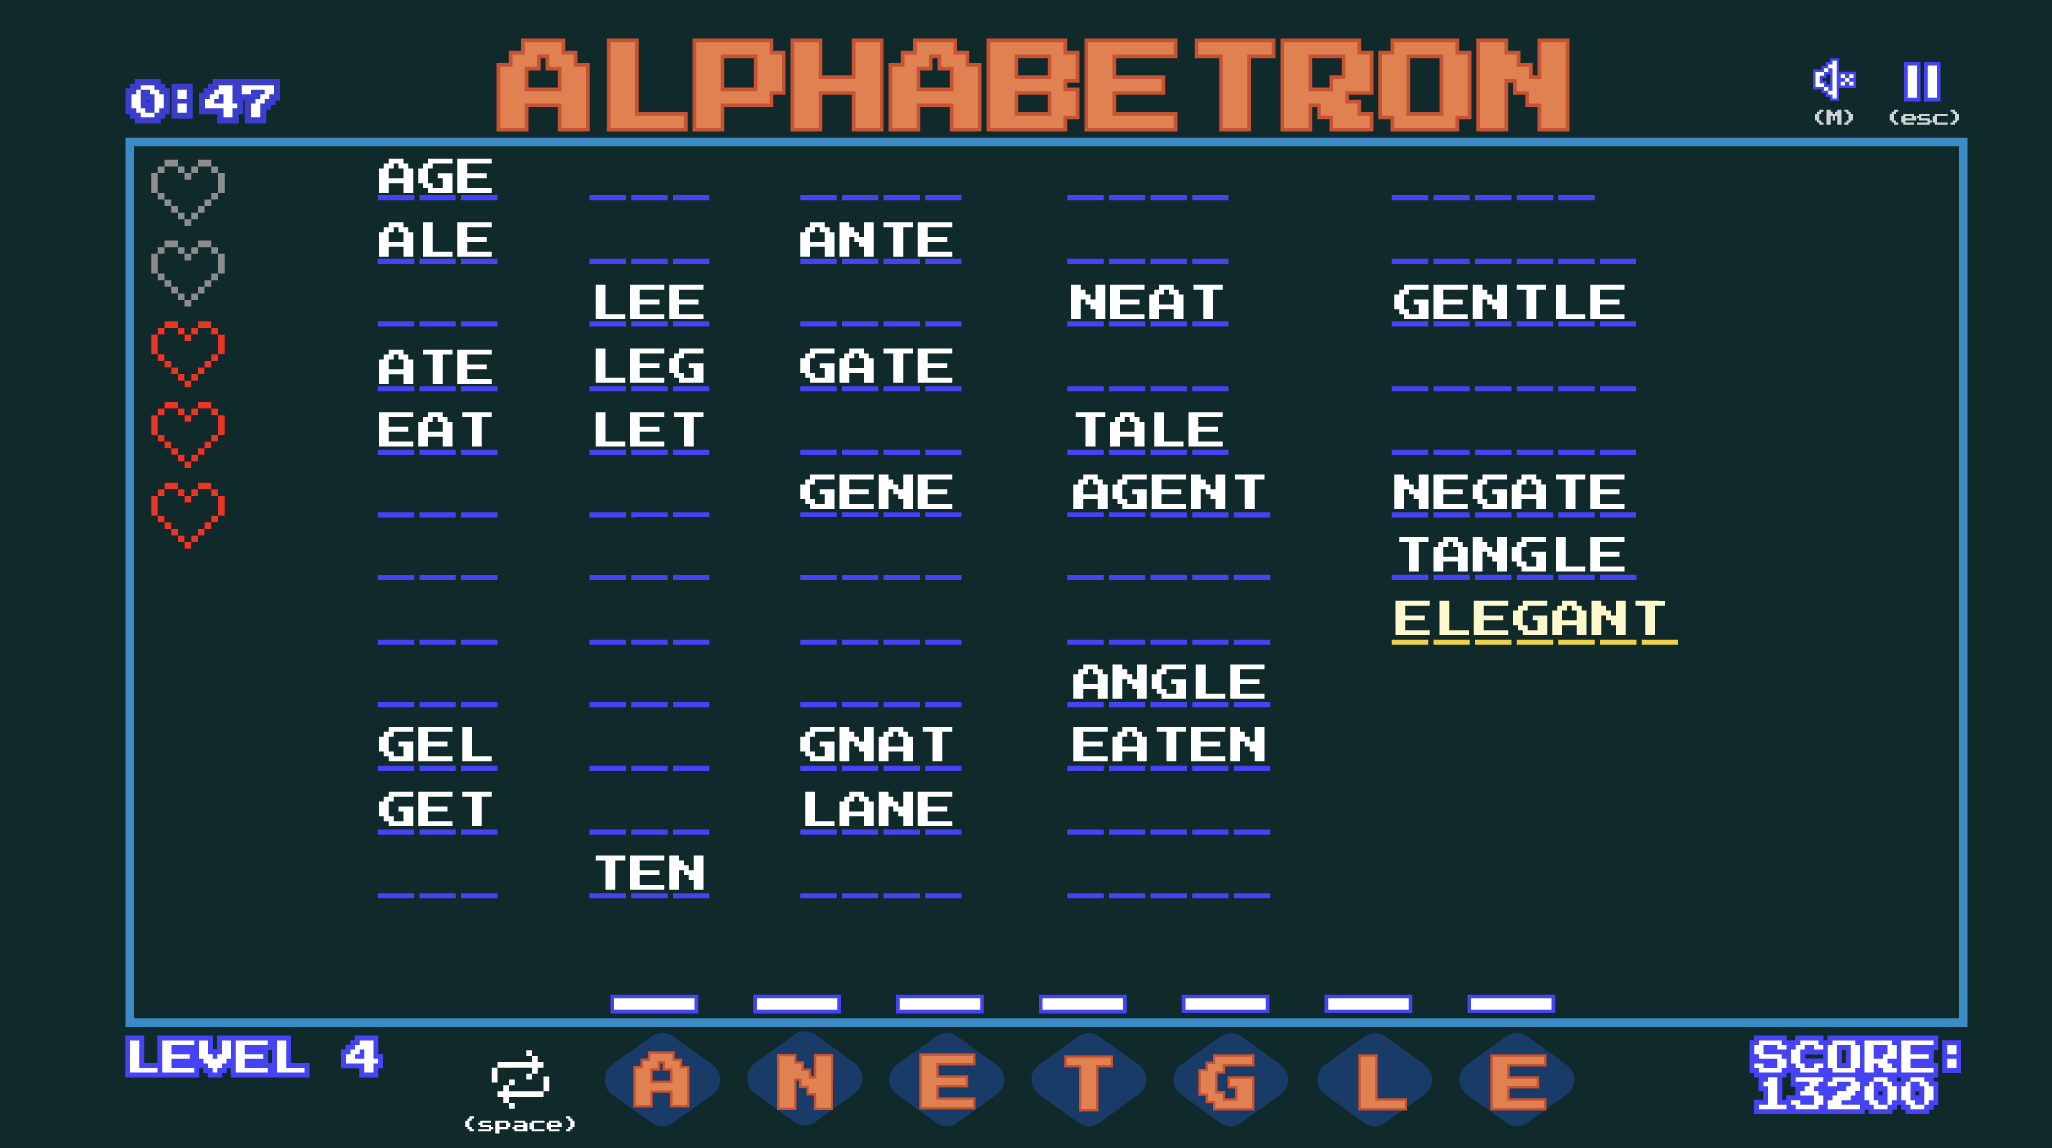 ALPHABETRON
0:47
(M) (esc)
AGE
ALE ANTE
LEE NEAT GENTLE
ATE LEG GATE
EAT LET TALE
GENE AGENT NEGATE
TANGLE
ELEGANT
ANGLE
GEL GNAT EATEN
GET LANE
TEN
LEVEL 4
(space)
A N E T G L E
SCORE:
13200